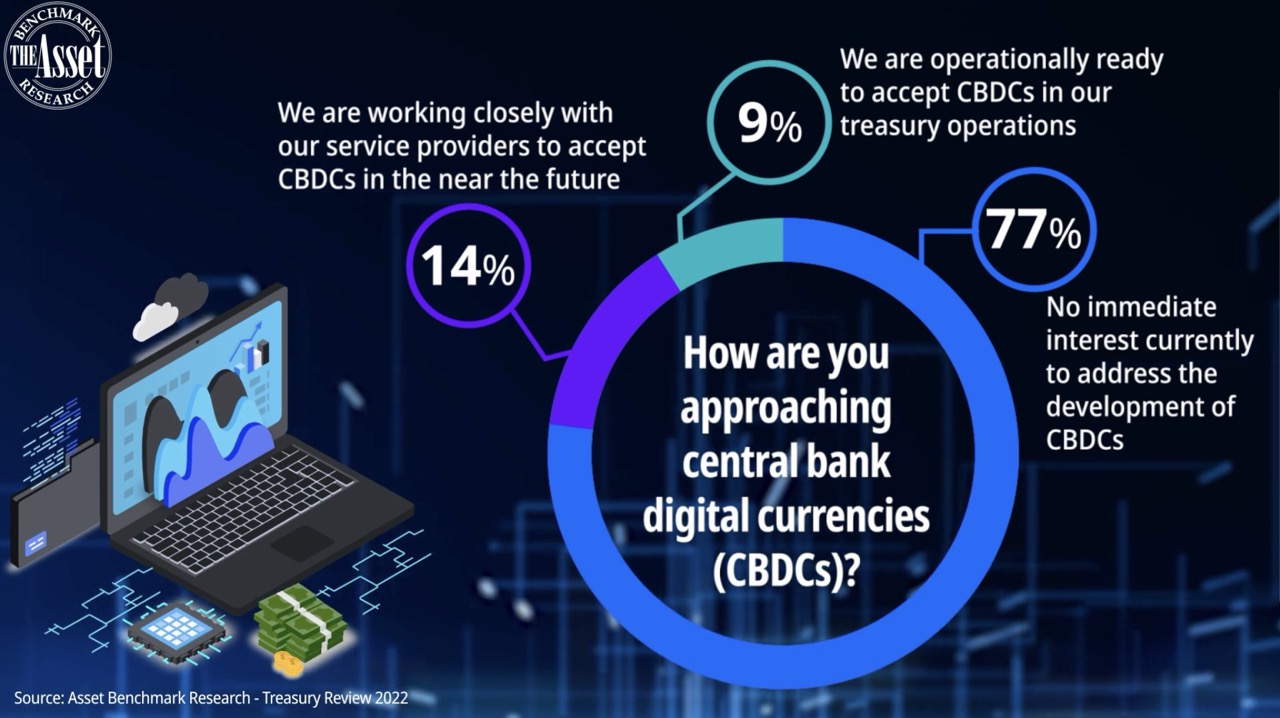 BENCHMARK
THE Asset
RESEARCH
We are working closely with
our service providers to accept
CBDCs in the near the future
14%
9%
We are operationally ready
to accept CBDCs in our
treasury operations
77%
No immediate
interest currently
to address the
development of
CBDCs
How are you
approaching
central bank
digital currencies
(CBDCs)?
Source: Asset Benchmark Research - Treasury Review 2022